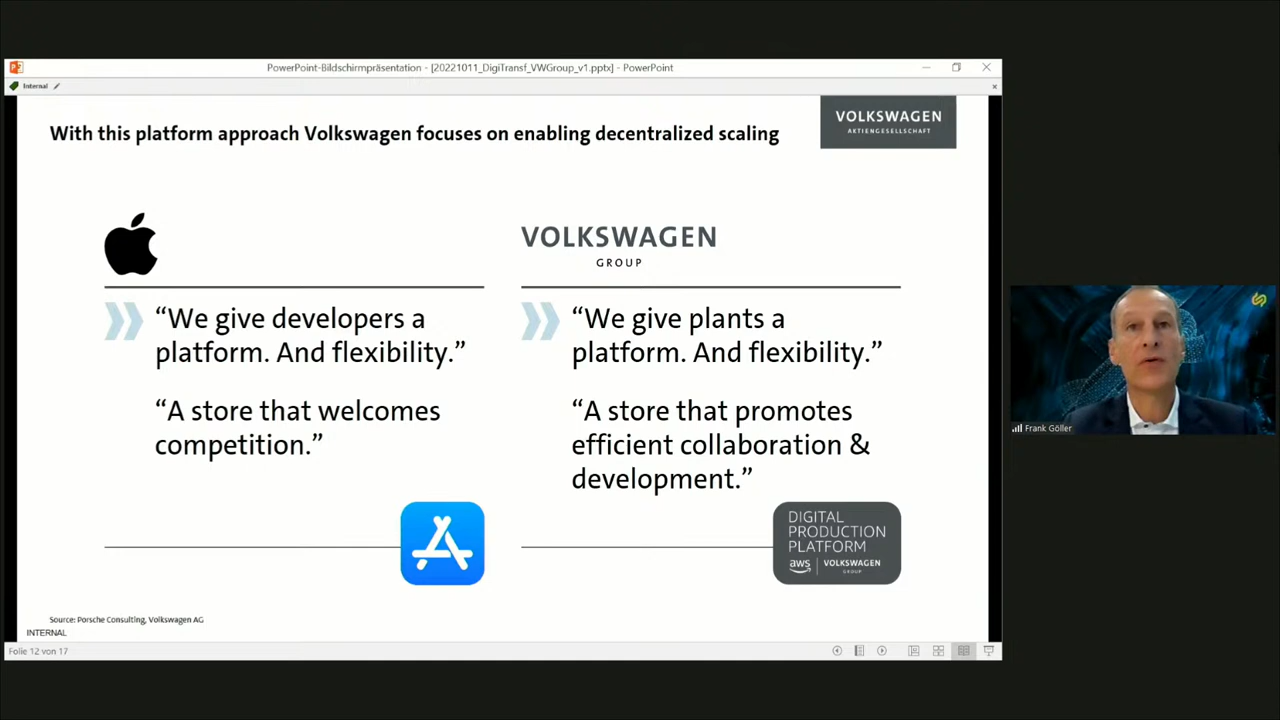 PowerPoint-Bildschirmpräsentation - [20221011_DigiTransf_VWGroup_v1.pptx] - PowerPoint
Internal
With this platform approach Volkswagen focuses on enabling decentralized scaling
VOLKSWAGEN
AKTIENGESELLSCHAFT
“We give developers a
platform. And flexibility.”
“A store that welcomes
competition.”
VOLKSWAGEN
GROUP
“We give plants a
platform. And flexibility.”
“A store that promotes
efficient collaboration &
development.”
DIGITAL
PRODUCTION
PLATFORM
aws | VOLKSWAGEN
GROUP
Source: Porsche Consulting, Volkswagen AG
INTERNAL
Folie 12 von 17
Frank Göller